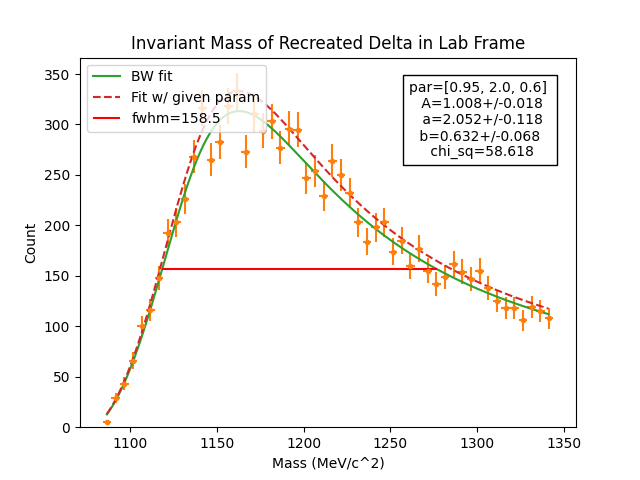 Invariant Mass of Recreated Delta in Lab Frame
BW fit
Fit w/ given param
fwhm=158.5
par=[0.95, 2.0, 0.6]
A=1.008+/-0.018
a=2.052+/-0.118
b=0.632+/-0.068
chi_sq=58.618
Count
350
300
250
200
150
100
50
0
1100
1150
1200
1250
1300
1350
Mass (MeV/c^2)